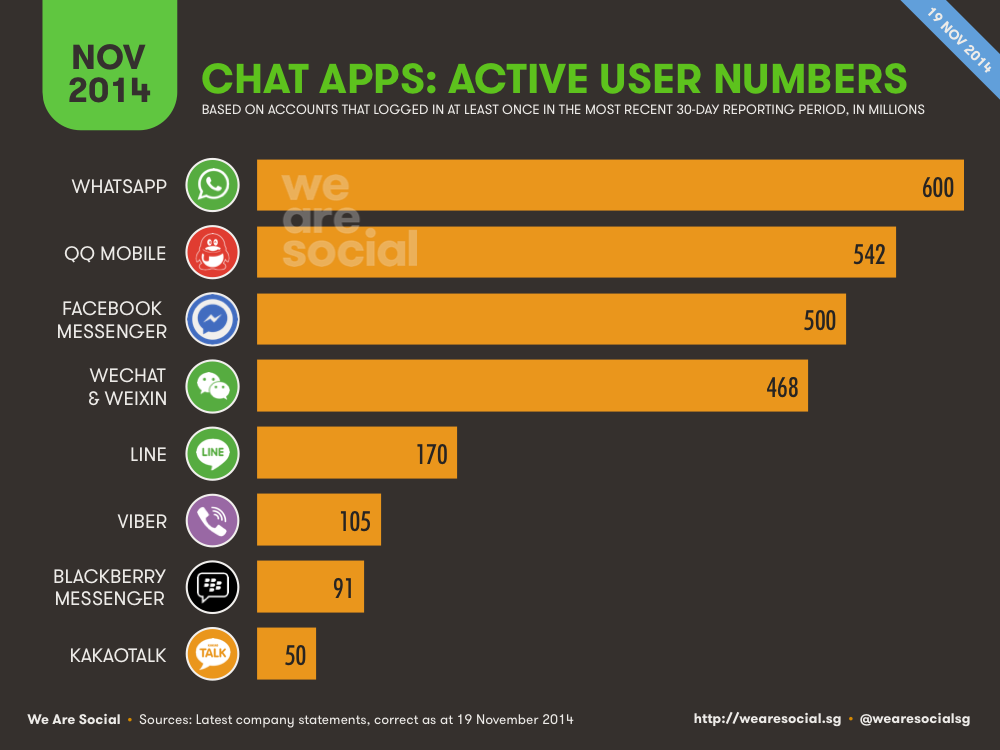 NOV
2014
19 NOV 2014
CHAT APPS: ACTIVE USER NUMBERS
BASED ON ACCOUNTS THAT LOGGED IN AT LEAST ONCE IN THE MOST RECENT 30-DAY REPORTING PERIOD, IN MILLIONS
we
are
social
WHATSAPP
600
QQ MOBILE
542
FACEBOOK
MESSENGER
500
WECHAT
& WEIXIN
468
LINE
LINE
170
VIBER
105
BLACKBERRY
MESSENGER
91
KAKAOTALK
TALK
50
We Are Social • Sources: Latest company statements, correct as at 19 November 2014
http://wearesocial.sg • @wearesocialsg